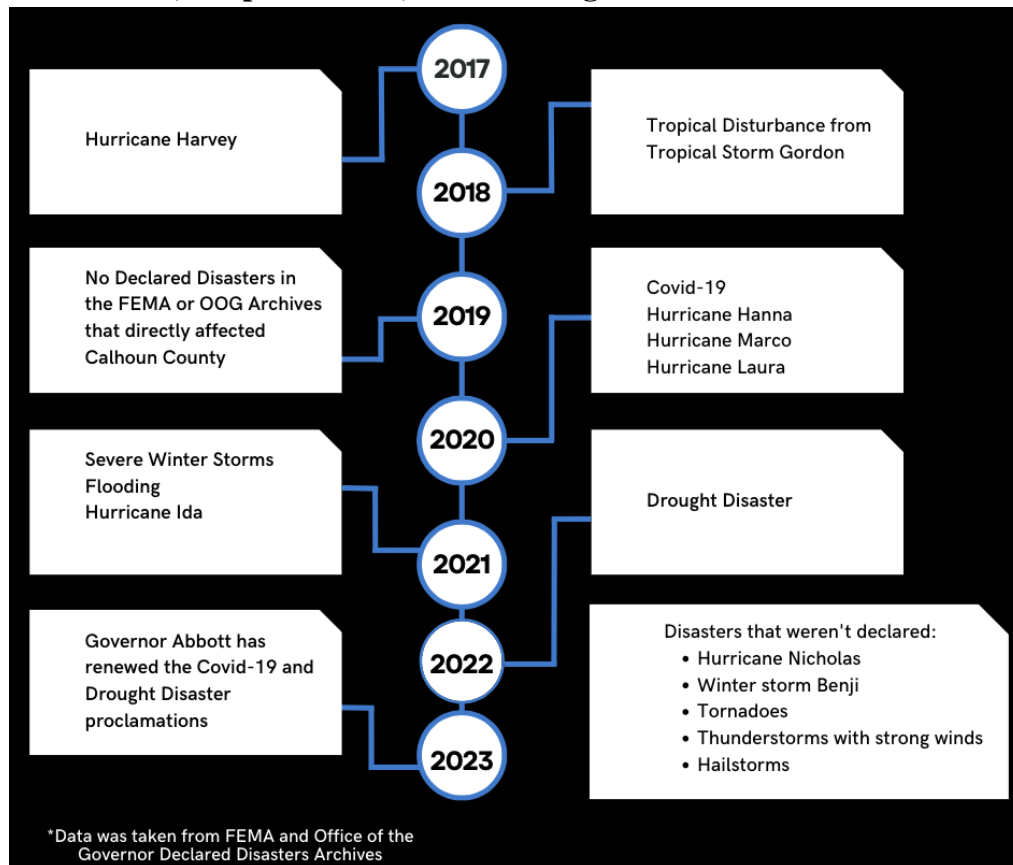 2017
Hurricane Harvey
Tropical Disturbance from
Tropical Storm Gordon
2018
No Declared Disasters in
the FEMA or OOG Archives
that directly affected
Calhoun County
2019
Covid-19
Hurricane Hanna
Hurricane Marco
Hurricane Laura
2020
Severe Winter Storms
Flooding
Hurricane Ida
2021
Drought Disaster
2022
Governor Abbott has
renewed the Covid-19 and
Drought Disaster
proclamations
2023
Disasters that weren't declared:
• Hurricane Nicholas
• Winter storm Benji
• Tornadoes
• Thunderstorms with strong winds
• Hailstorms
*Data was taken from FEMA and Office of the
Governor Declared Disasters Archives